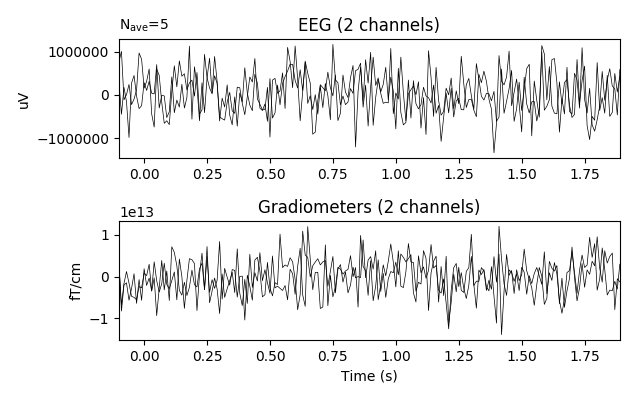 N_ave=5
EEG (2 channels)
1000000
0
−1000000
uV
0.00 0.25 0.50 0.75 1.00 1.25 1.50 1.75
1e13
Gradiometers (2 channels)
1
0
−1
fT/cm
0.00 0.25 0.50 0.75 1.00 1.25 1.50 1.75
Time (s)